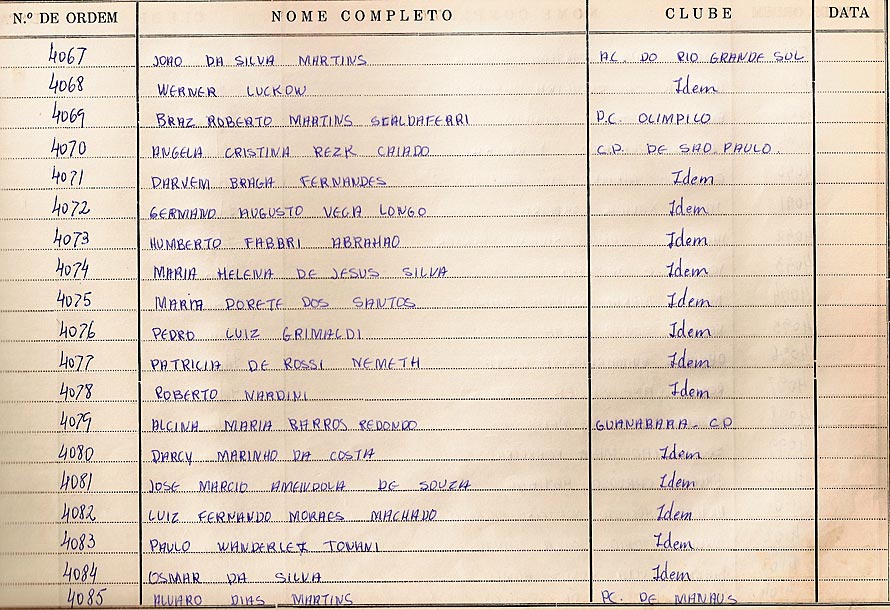 N.º DE ORDEM NOME COMPLETO CLUBE DATA
4067 JOAO DA SILVA MARTINS AC. DO RIO GRANDE SUL
4068 WERNER LUCKOW Idem
4069 BRAZ ROBERTO MARTINS SCALDAFERRI P.C. OLIMPILO
4070 ANGELA CRISTINA REZK CAIADO C.P. DE SAO PAULO
4071 DARVEM BRAGA FERNANDES Idem
4072 GERMANO AUGUSTO VEGA LONGO Idem
4073 HUMBERTO FABBRI ABRAHAO Idem
4074 MARIA HELENA DE JESUS SILVA Idem
4075 MARIA DORETE DOS SANTOS Idem
4076 PEDRO LUIZ GRIMALDI Idem
4077 PATRICIA DE ROSSI NEMETH Idem
4078 ROBERTO NARDINI Idem
4079 ALCINA MARIA BARROS REDONDO GUANABARA - CP
4080 DARCY MARINHO DA COSTA Idem
4081 JOSE MARCIO AMENDOLA DE SOUZA Idem
4082 LUIZ FERNANDO MORAES MACHADO Idem
4083 PAULO WANDERLEY TONANI Idem
4084 OSMAR DA SILVA Idem
4085 ALVARO DIAS MARTINS PC. DE MANAUS